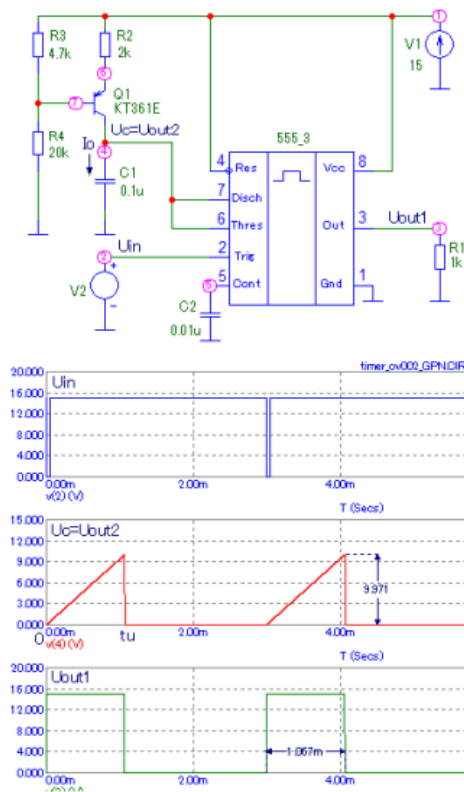 R3
4.7k
R2
2k
1
V1
15
6
7
Q1
KT361E
Uc=Uout2
R4
20k
Io
4
C1
0.1u
555_3
4 Res Vcc 8
7 Disch
6 Thres Out 3
2 Trig
5 Cont Gnd 1
Uout1
3
R1
1k
Uin
2
V2
+
-
5
C2
0.01u
timer_ov002_GPN.CIR
20.000
16.000
12.000
8.000
4.000
0.000
Uin
0.00m 2.00m 4.00m
v(2) (V)
T (Secs)
15.000
12.000
9.000
6.000
3.000
0.000
Uc=Uout2
9.971
O 0.00m tu 2.00m 4.00m
v(4) (V)
T (Secs)
20.000
16.000
12.000
8.000
4.000
0.000
Uout1
1.067m
0.00m 2.00m 4.00m
T (Secs)